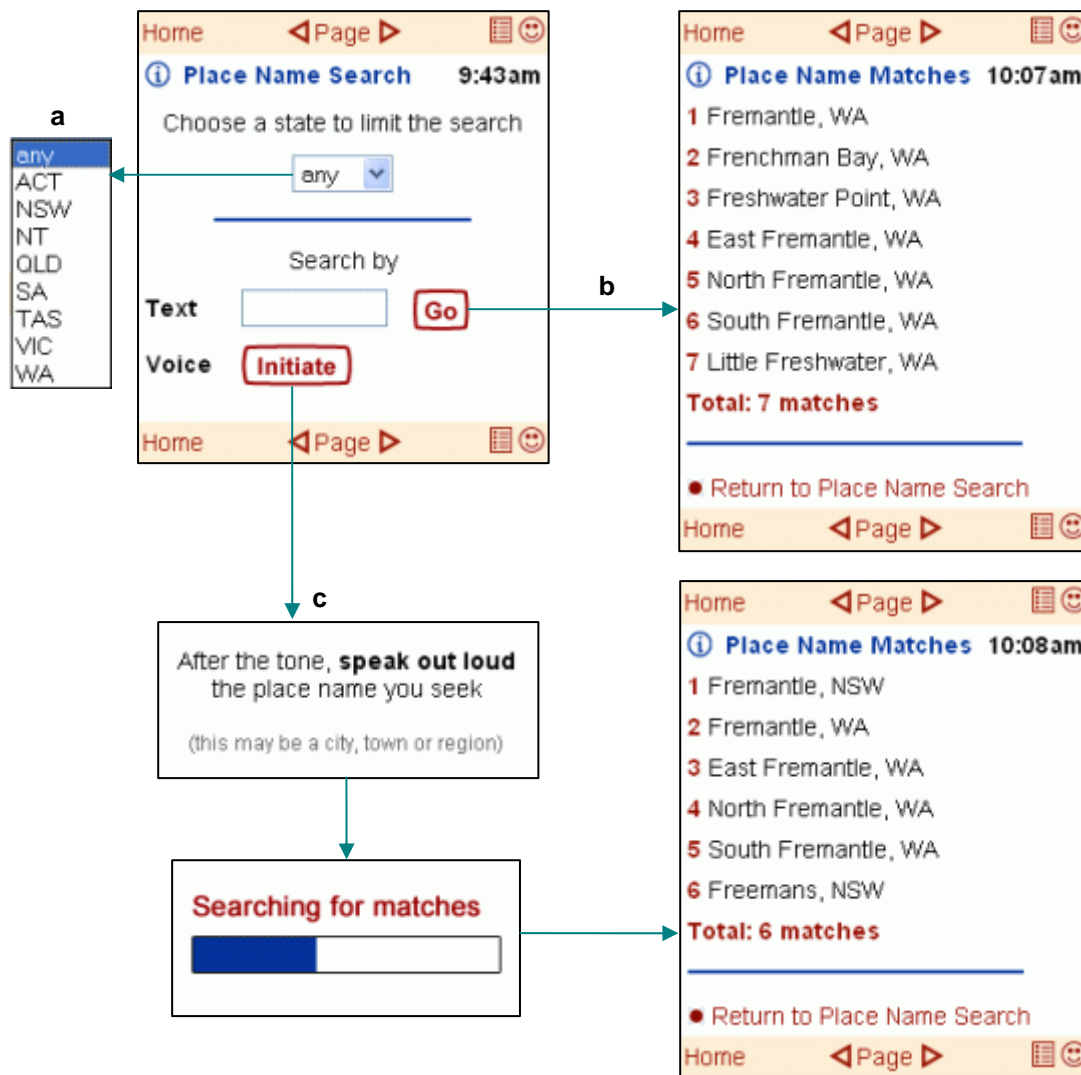 Home Page
Place Name Search 9:43am
Choose a state to limit the search
any
Search by
Text Go
Voice Initiate
Home Page
a
any
ACT
NSW
NT
QLD
SA
TAS
VIC
WA
b
Home Page
Place Name Matches 10:07am
1 Fremantle, WA
2 Frenchman Bay, WA
3 Freshwater Point, WA
4 East Fremantle, WA
5 North Fremantle, WA
6 South Fremantle, WA
7 Little Freshwater, WA
Total: 7 matches
Return to Place Name Search
Home Page
c
After the tone, speak out loud
the place name you seek
(this may be a city, town or region)
Searching for matches
Home Page
Place Name Matches 10:08am
1 Fremantle, NSW
2 Fremantle, WA
3 East Fremantle, WA
4 North Fremantle, WA
5 South Fremantle, WA
6 Freemans, NSW
Total: 6 matches
Return to Place Name Search
Home Page